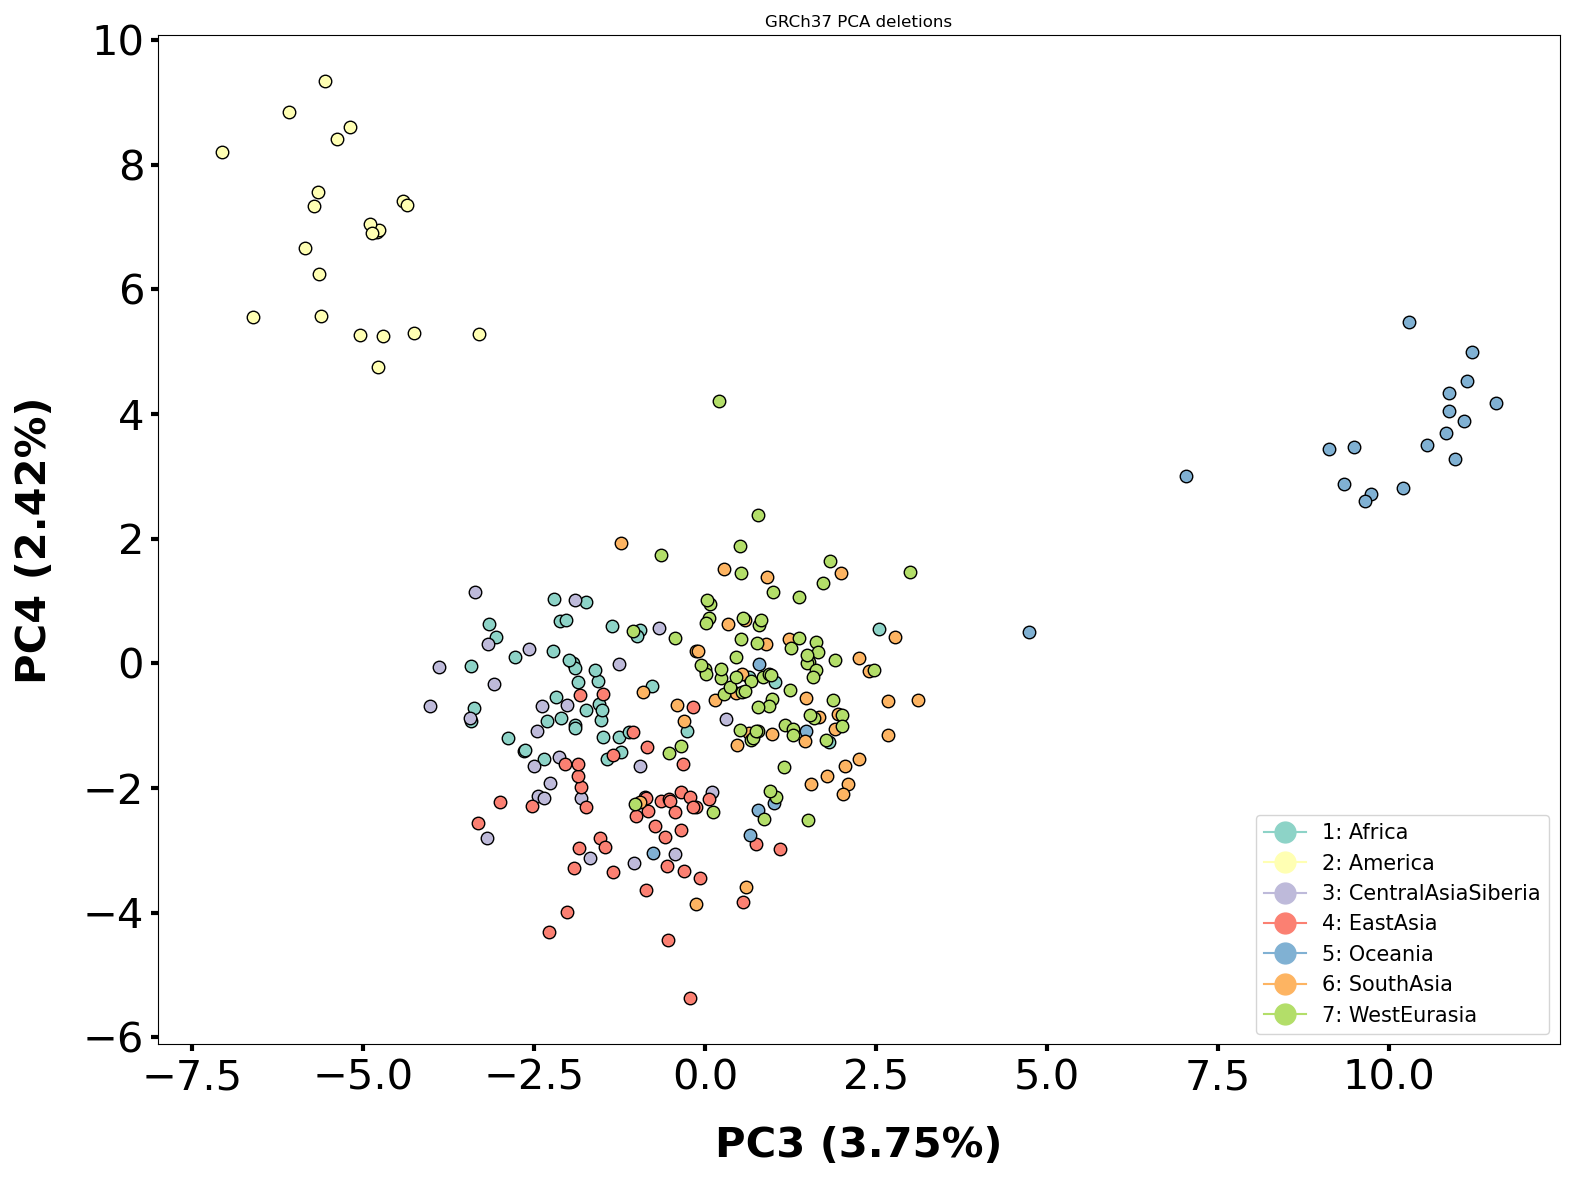 GRCh37 PCA deletions
10
8
6
4
2
0
−2
−4
−6
PC4 (2.42%)
1: Africa
2: America
3: CentralAsiaSiberia
4: EastAsia
5: Oceania
6: SouthAsia
7: WestEurasia
−7.5 −5.0 −2.5 0.0 2.5 5.0 7.5 10.0
PC3 (3.75%)